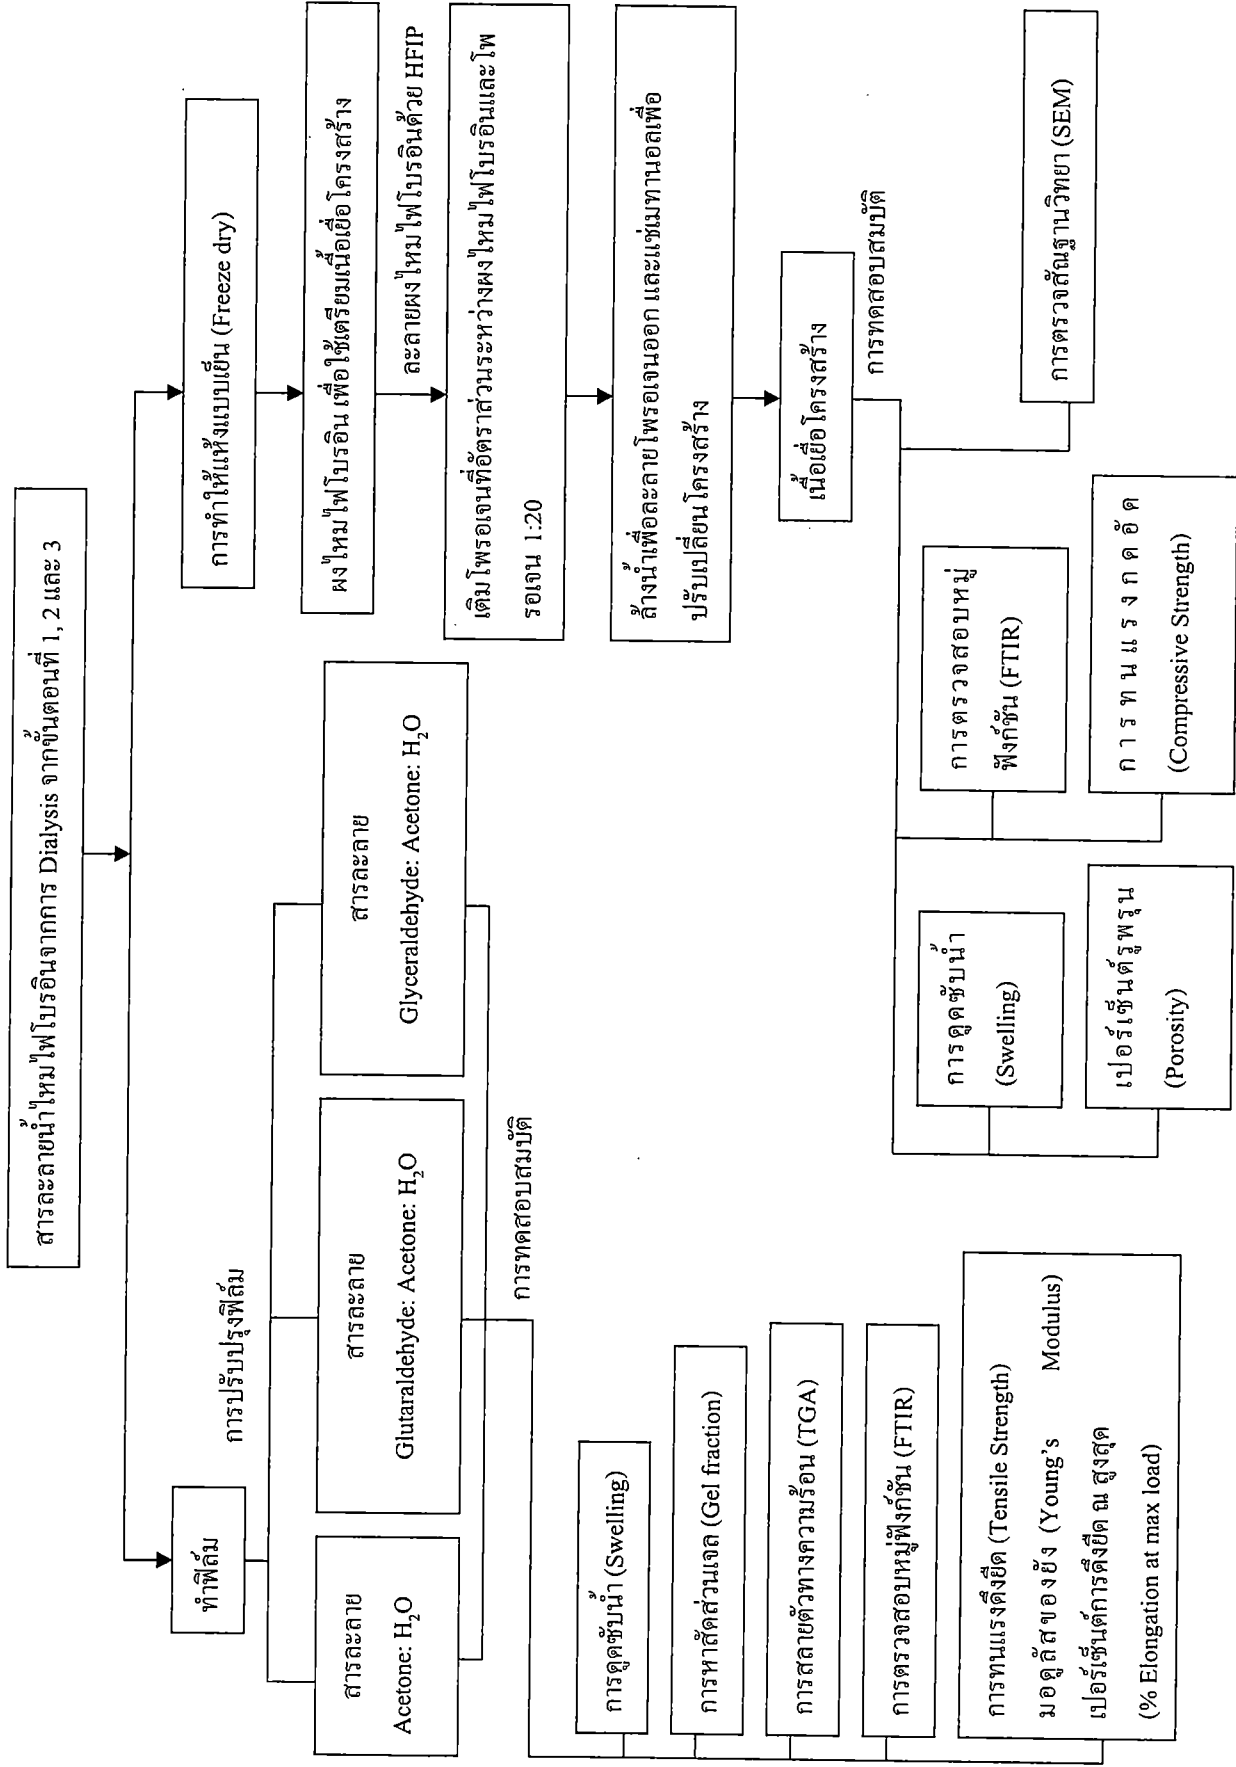 สารละลายน้ำไหมไฟโบรอินจากการ Dialysis จากขั้นตอนที่ 1, 2 และ 3
ทำฟิล์ม
การปรับปรุงฟิล์ม
สารละลาย
Acetone: H₂O
สารละลาย
Glutaraldehyde: Acetone: H₂O
สารละลาย
Glyceraldehyde: Acetone: H₂O
การทดสอบสมบัติ
การดูดซับน้ำ (Swelling)
การหาสัดส่วนเจล (Gel fraction)
การสลายตัวทางความร้อน (TGA)
การตรวจสอบหมู่ฟังก์ชัน (FTIR)
การทนแรงดึงยืด (Tensile Strength)
มอดูลัสของยัง (Young's Modulus)
เปอร์เซ็นต์การดึงยืด ณ สูงสุด
(% Elongation at max load)
การทำให้แห้งแบบเย็น (Freeze dry)
ผงไหมไฟโบรอิน เพื่อใช้เตรียมเนื้อเยื่อโครงสร้าง
ละลายผงไหมไฟโบรอินด้วย HFIP
เติมโพรอเจนที่อัตราส่วนระหว่างผงไหมไฟโบรอินและโพ
รอเจน 1:20
ล้างน้ำเพื่อละลายโพรอเจนออก และแช่เมทานอลเพื่อ
ปรับเปลี่ยนโครงสร้าง
เนื้อเยื่อโครงสร้าง
การทดสอบสมบัติ
การดูดซับน้ำ
(Swelling)
เปอร์เซ็นต์รูพรุน
(Porosity)
การตรวจสอบหมู่
ฟังก์ชัน (FTIR)
การทนแรงกดอัด
(Compressive Strength)
การตรวจสัณฐานวิทยา (SEM)